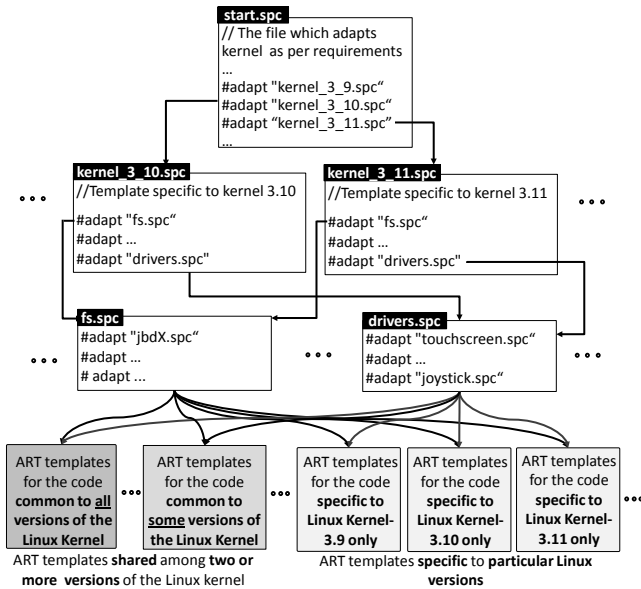 start.spc
// The file which adapts
kernel as per requirements
...
#adapt "kernel_3_9.spc“
#adapt "kernel_3_10.spc“
#adapt “kernel_3_11.spc”
...
kernel_3_10.spc
//Template specific to kernel 3.10
#adapt "fs.spc“
#adapt ...
#adapt "drivers.spc"
kernel_3_11.spc
//Template specific to kernel 3.11
#adapt "fs.spc“
#adapt ...
#adapt "drivers.spc"
fs.spc
#adapt "jbdX.spc“
#adapt ...
# adapt ...
drivers.spc
#adapt "touchscreen.spc“
#adapt ...
#adapt "joystick.spc“
ART templates
for the code
common to all
versions of the
Linux Kernel
ART templates
for the code
common to
some versions of
the Linux Kernel
ART templates
for the code
specific to
Linux Kernel-
3.9 only
ART templates
for the code
specific to
Linux Kernel-
3.10 only
ART templates
for the code
specific to
Linux Kernel-
3.11 only
ART templates shared among two or
more versions of the Linux kernel
ART templates specific to particular Linux
versions